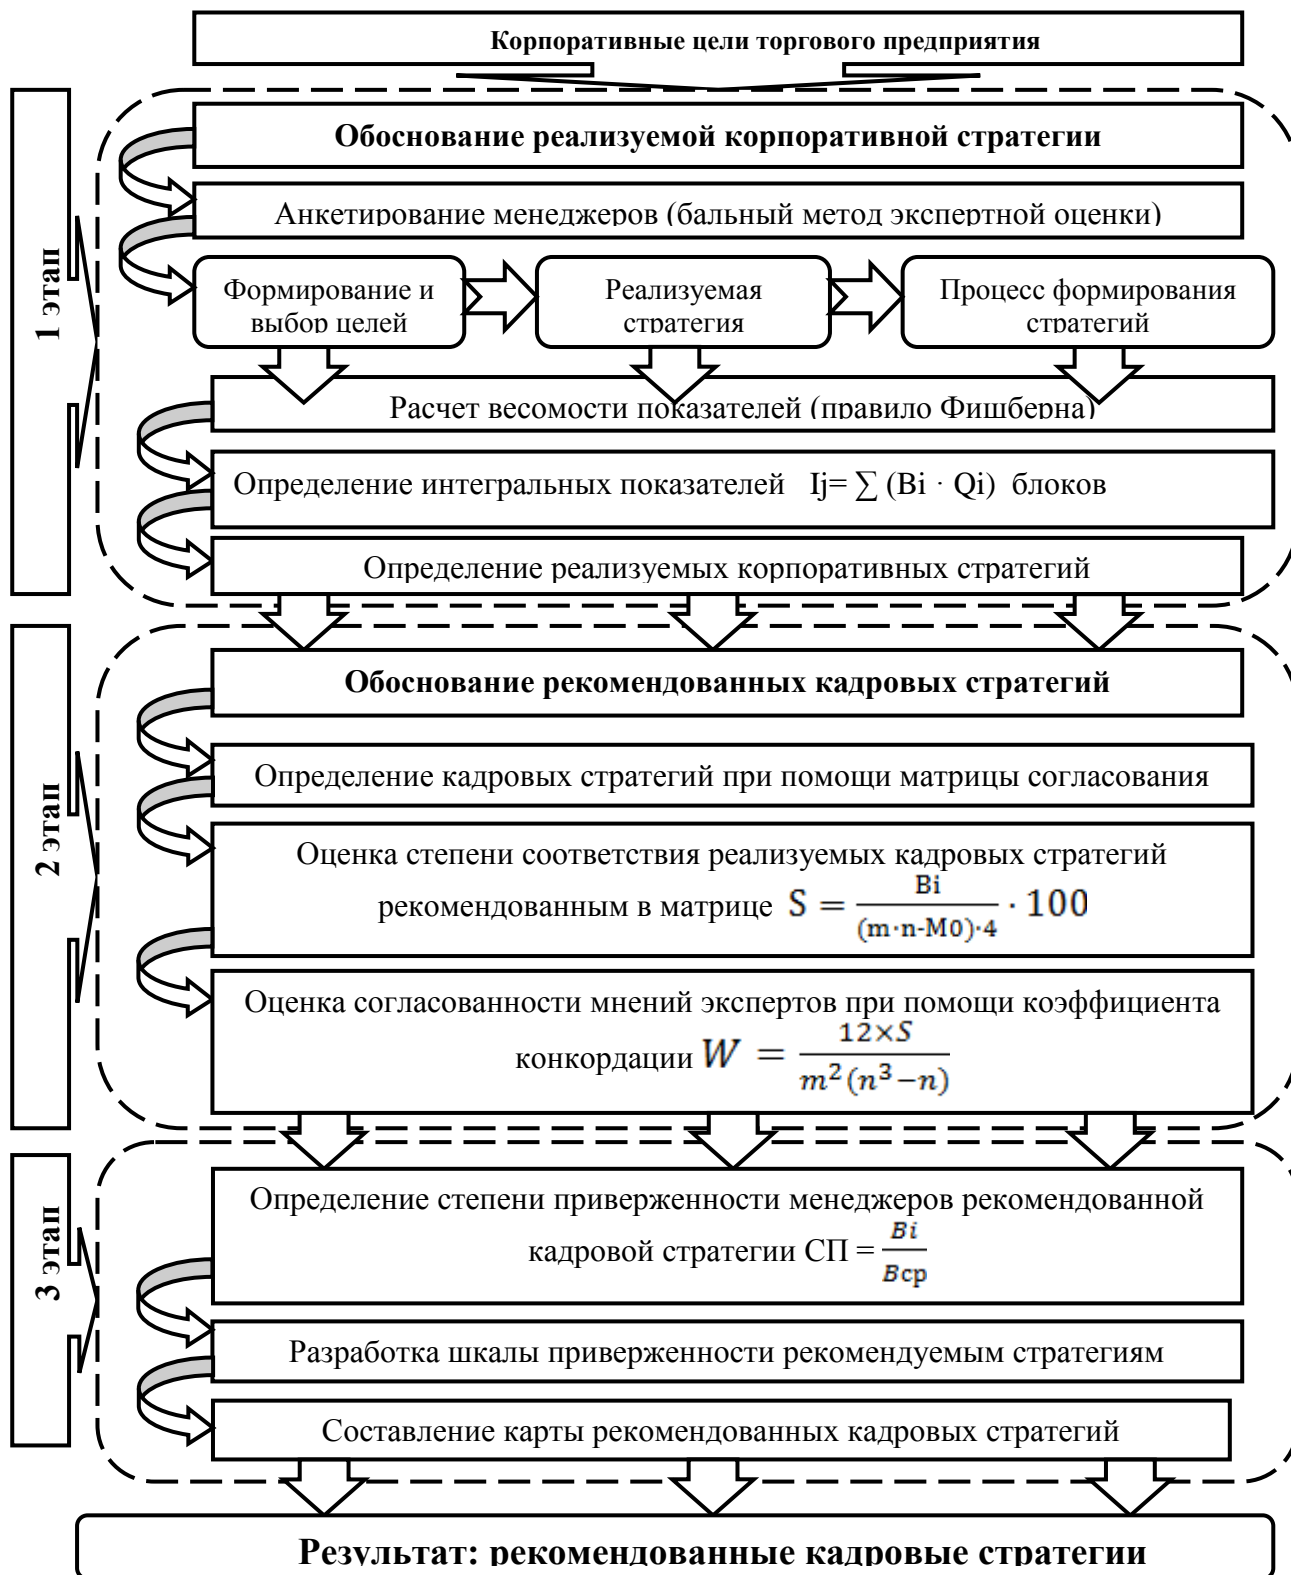 Корпоративные цели торгового предприятия
1 этап
Обоснование реализуемой корпоративной стратегии
Анкетирование менеджеров (бальный метод экспертной оценки)
Формирование и
выбор целей
Реализуемая
стратегия
Процесс формирования
стратегий
Расчет весомости показателей (правило Фишберна)
Определение интегральных показателей Ij= ∑ (Bi · Qi) блоков
Определение реализуемых корпоративных стратегий
2 этап
Обоснование рекомендованных кадровых стратегий
Определение кадровых стратегий при помощи матрицы согласования
Оценка степени соответствия реализуемых кадровых стратегий
рекомендованным в матрице S = Bi / (m·n-M0)·4 · 100
Оценка согласованности мнений экспертов при помощи коэффициента
конкордации W = 12×S / m²(n³−n)
3 этап
Определение степени приверженности менеджеров рекомендованной
кадровой стратегии СП = Bi / Bср
Разработка шкалы приверженности рекомендуемым стратегиям
Составление карты рекомендованных кадровых стратегий
Результат: рекомендованные кадровые стратегии